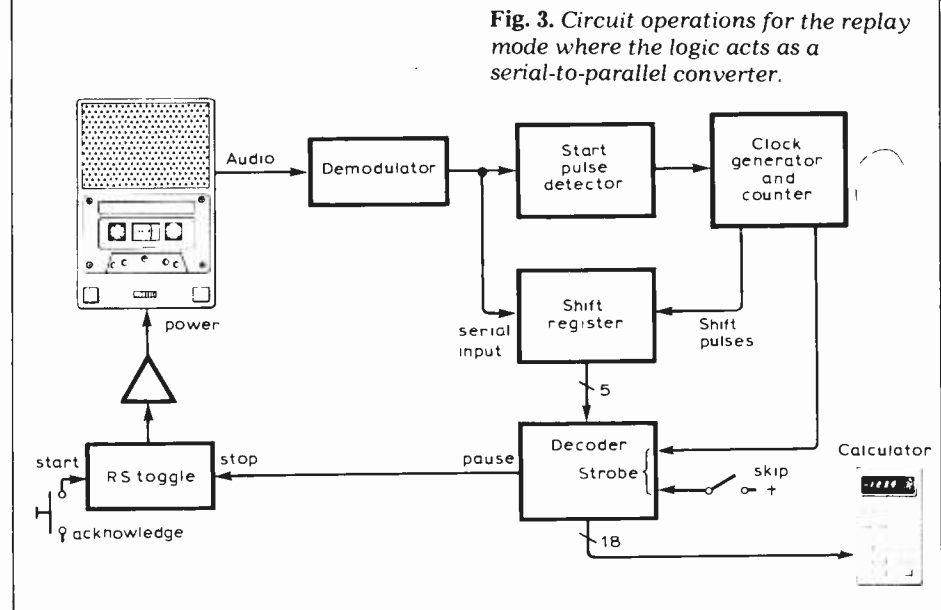 Fig. 3. Circuit operations for the replay
mode where the logic acts as a
serial-to-parallel converter.
Audio
Demodulator
Start
pulse
detector
Clock
generator
and
counter
power
serial
input
Shift
register
Shift
pulses
5
start
RS toggle
stop
pause
Decoder
Strobe
skip
+
Calculator
acknowledge
18